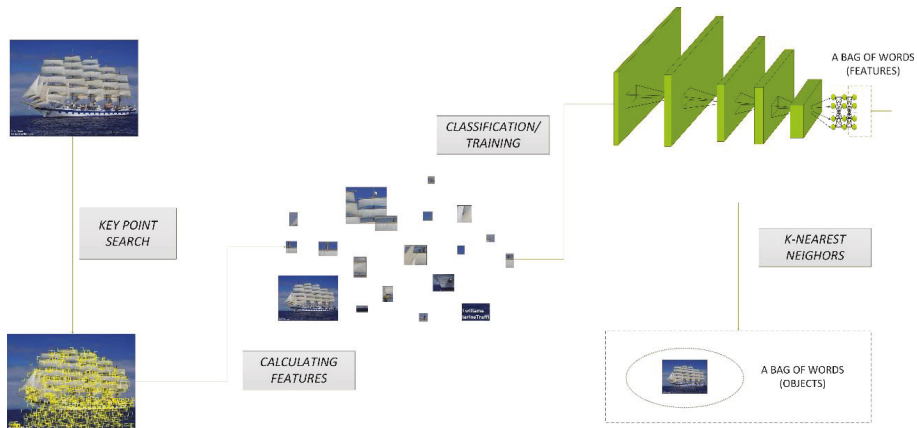 A BAG OF WORDS
(FEATURES)
CLASSIFICATION/
TRAINING
KEY POINT
SEARCH
K-NEAREST
NEIGHORS
CALCULATING
FEATURES
A BAG OF WORDS
(OBJECTS)